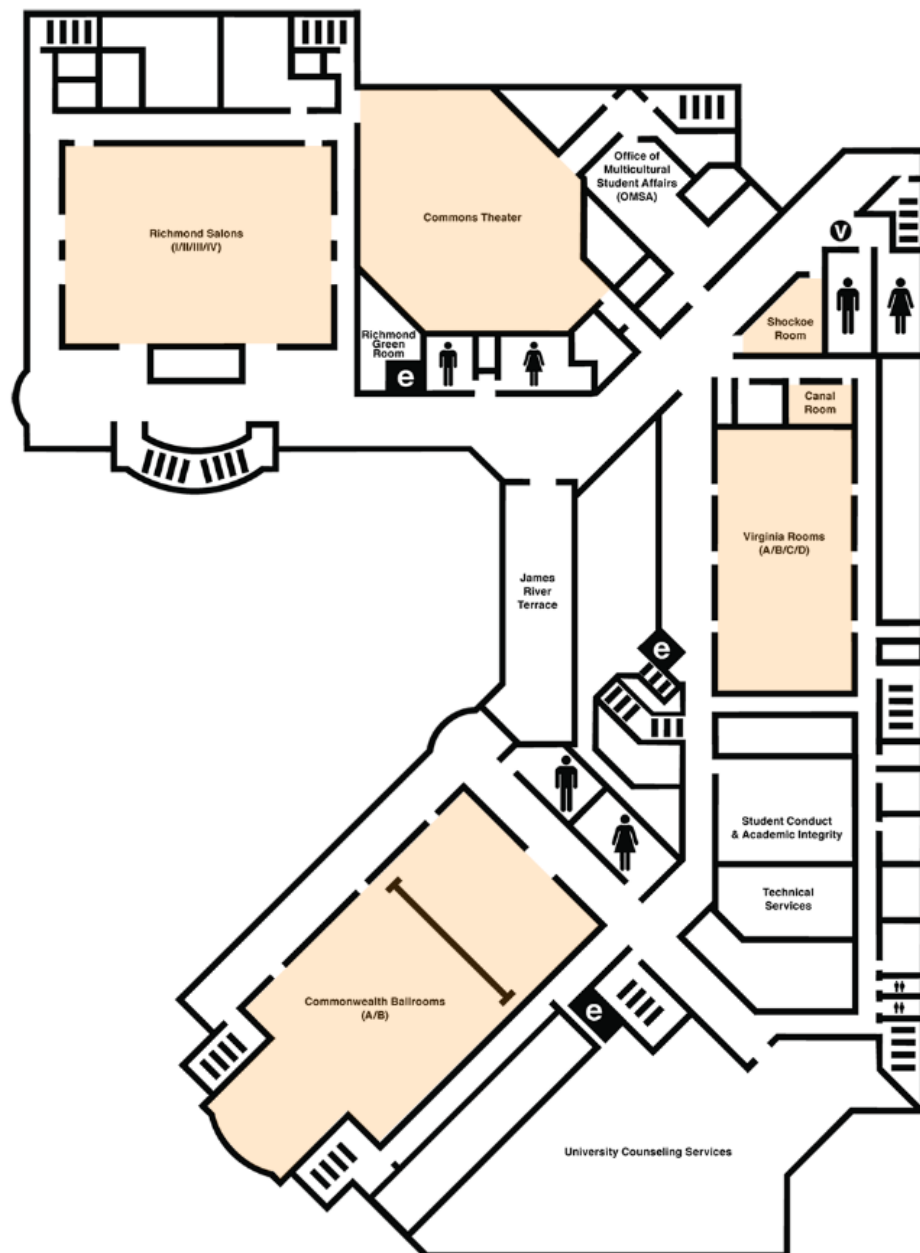 Office of
Multicultural
Student Affairs
(OMSA)
Commons Theater
Richmond Salons
(I/II/III/IV)
V
Shockoe
Room
Richmond
Green
Room
e
Canal
Room
Virginia Rooms
(A/B/C/D)
James
River
Terrace
e
Student Conduct
& Academic Integrity
Technical
Services
Commonwealth Ballrooms
(A/B)
e
University Counseling Services